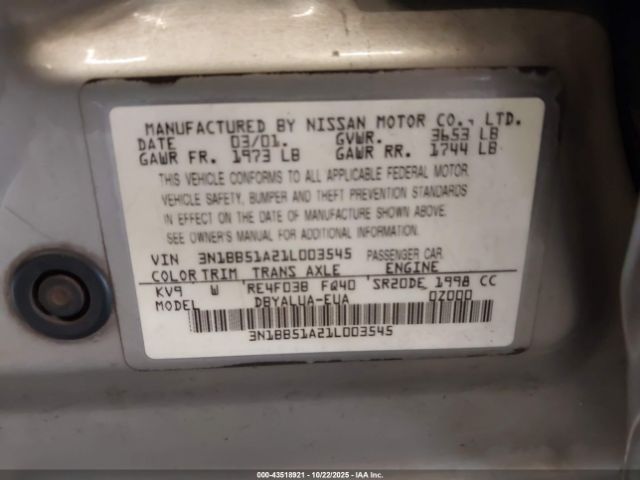 MANUFACTURED BY NISSAN MOTOR CO., LTD.
DATE 03/01. GVWR. 3653 LB
GAWR FR. 1973 LB GAWR RR. 1744 LB
THIS VEHICLE CONFORMS TO ALL APPLICABLE FEDERAL MOTOR
VEHICLE SAFETY, BUMPER AND THEFT PREVENTION STANDARDS
IN EFFECT ON THE DATE OF MANUFACTURE SHOWN ABOVE.
SEE OWNER'S MANUAL FOR ADDITIONAL INFORMATION.
VIN 3N1BB51A21L003545 PASSENGER CAR
COLOR TRIM TRANS AXLE ENGINE
KV9 W RE4F03B FQ40 SR20DE 1998 CC
MODEL DBYALUA-EUA 0Z000
3N1BB51A21L003545
000-43518921 - 10/22/2025 - IAA Inc.